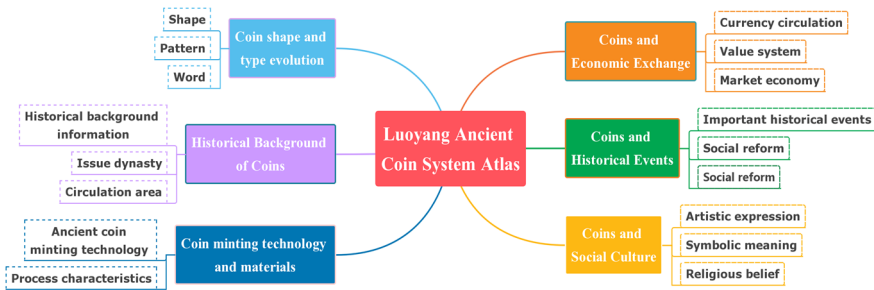 Luoyang Ancient
Coin System Atlas
Coin shape and
type evolution
Shape
Pattern
Word
Historical Background
of Coins
Historical background
information
Issue dynasty
Circulation area
Coin minting technology
and materials
Ancient coin
minting technology
Process characteristics
Coins and
Economic Exchange
Currency circulation
Value system
Market economy
Coins and
Historical Events
Important historical events
Social reform
Social reform
Coins and
Social Culture
Artistic expression
Symbolic meaning
Religious belief